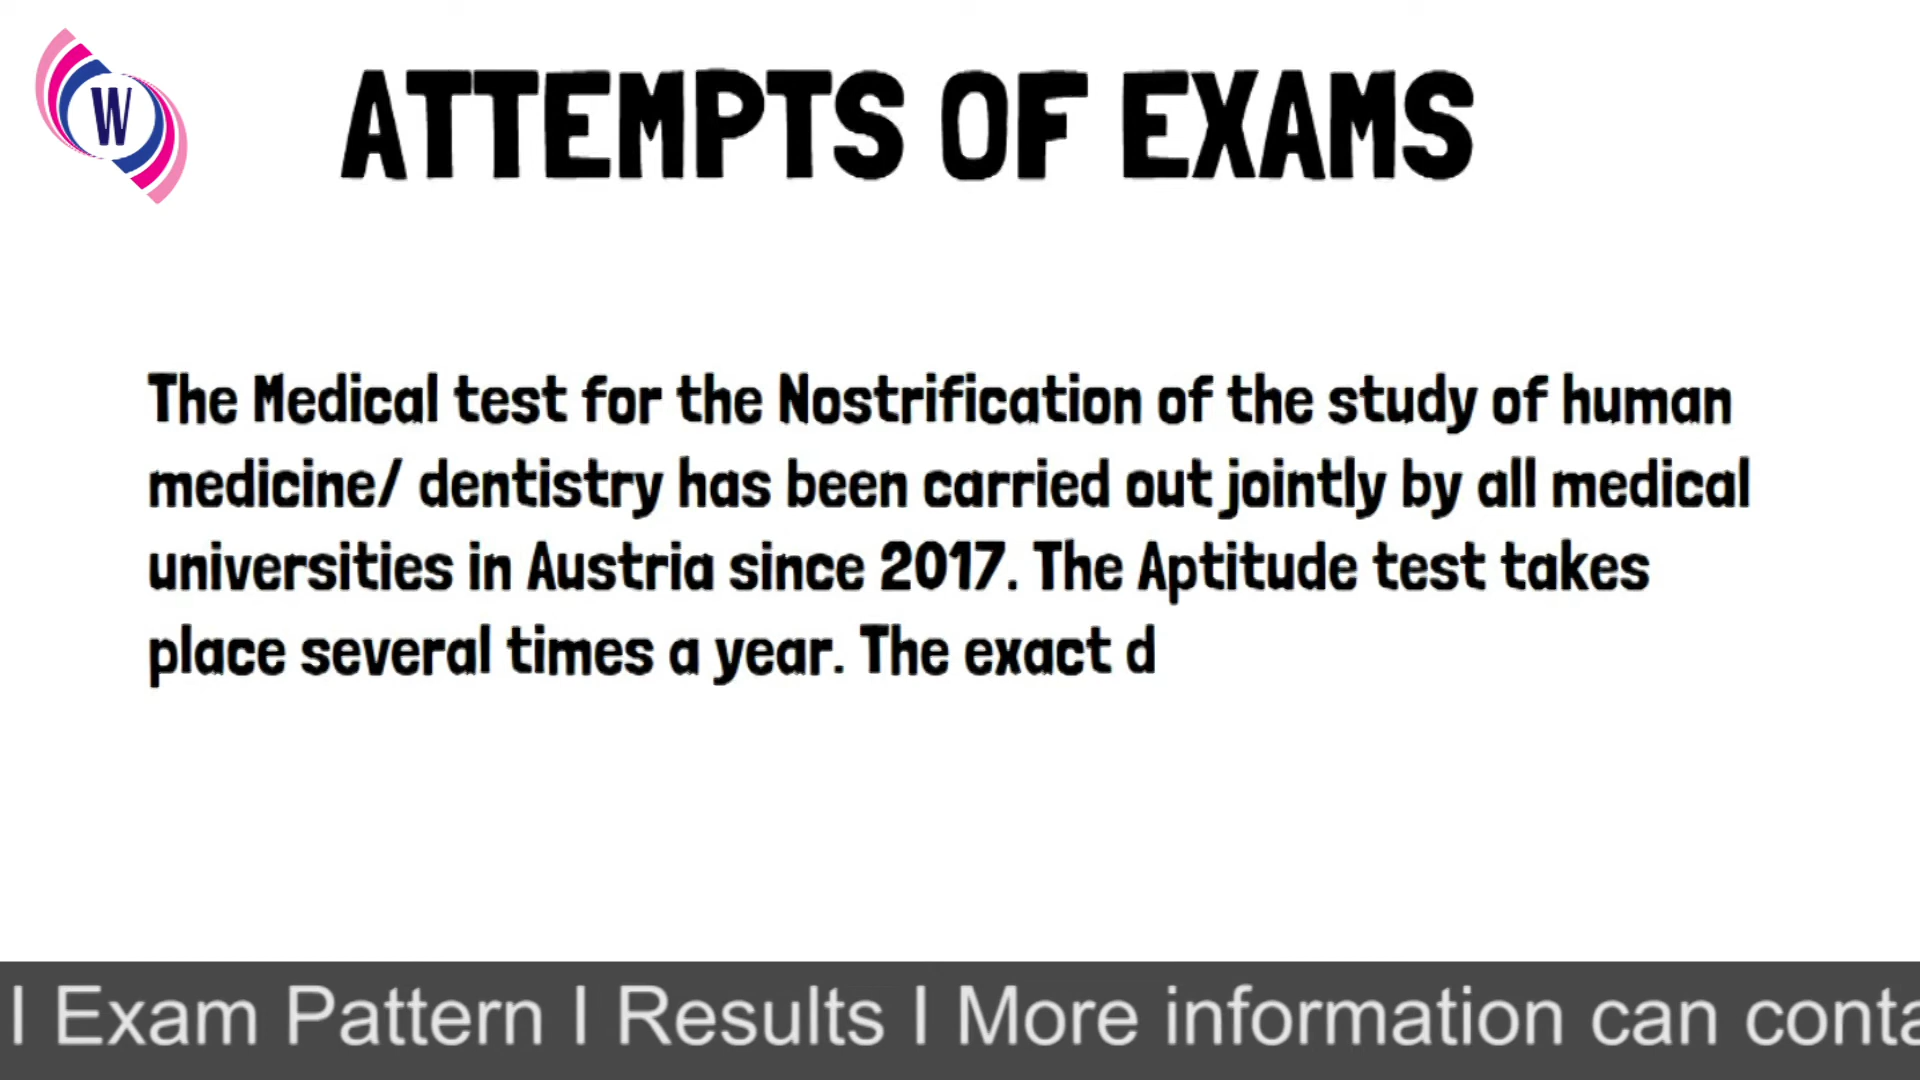 W
ATTEMPTS OF EXAMS
The Medical test for the Nostrification of the study of human
medicine/ dentistry has been carried out jointly by all medical
universities in Austria since 2017. The Aptitude test takes
place several times a year. The exact d
I Exam Pattern I Results I More information can conta